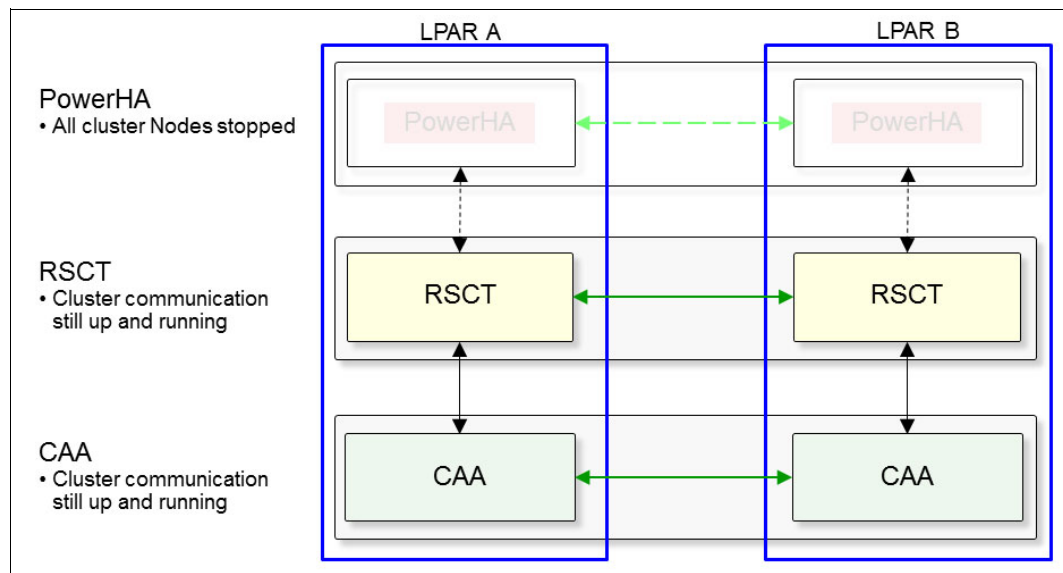 LPAR A
LPAR B
PowerHA
• All cluster Nodes stopped
PowerHA
PowerHA
RSCT
• Cluster communication
still up and running
RSCT
RSCT
CAA
• Cluster communication
still up and running
CAA
CAA